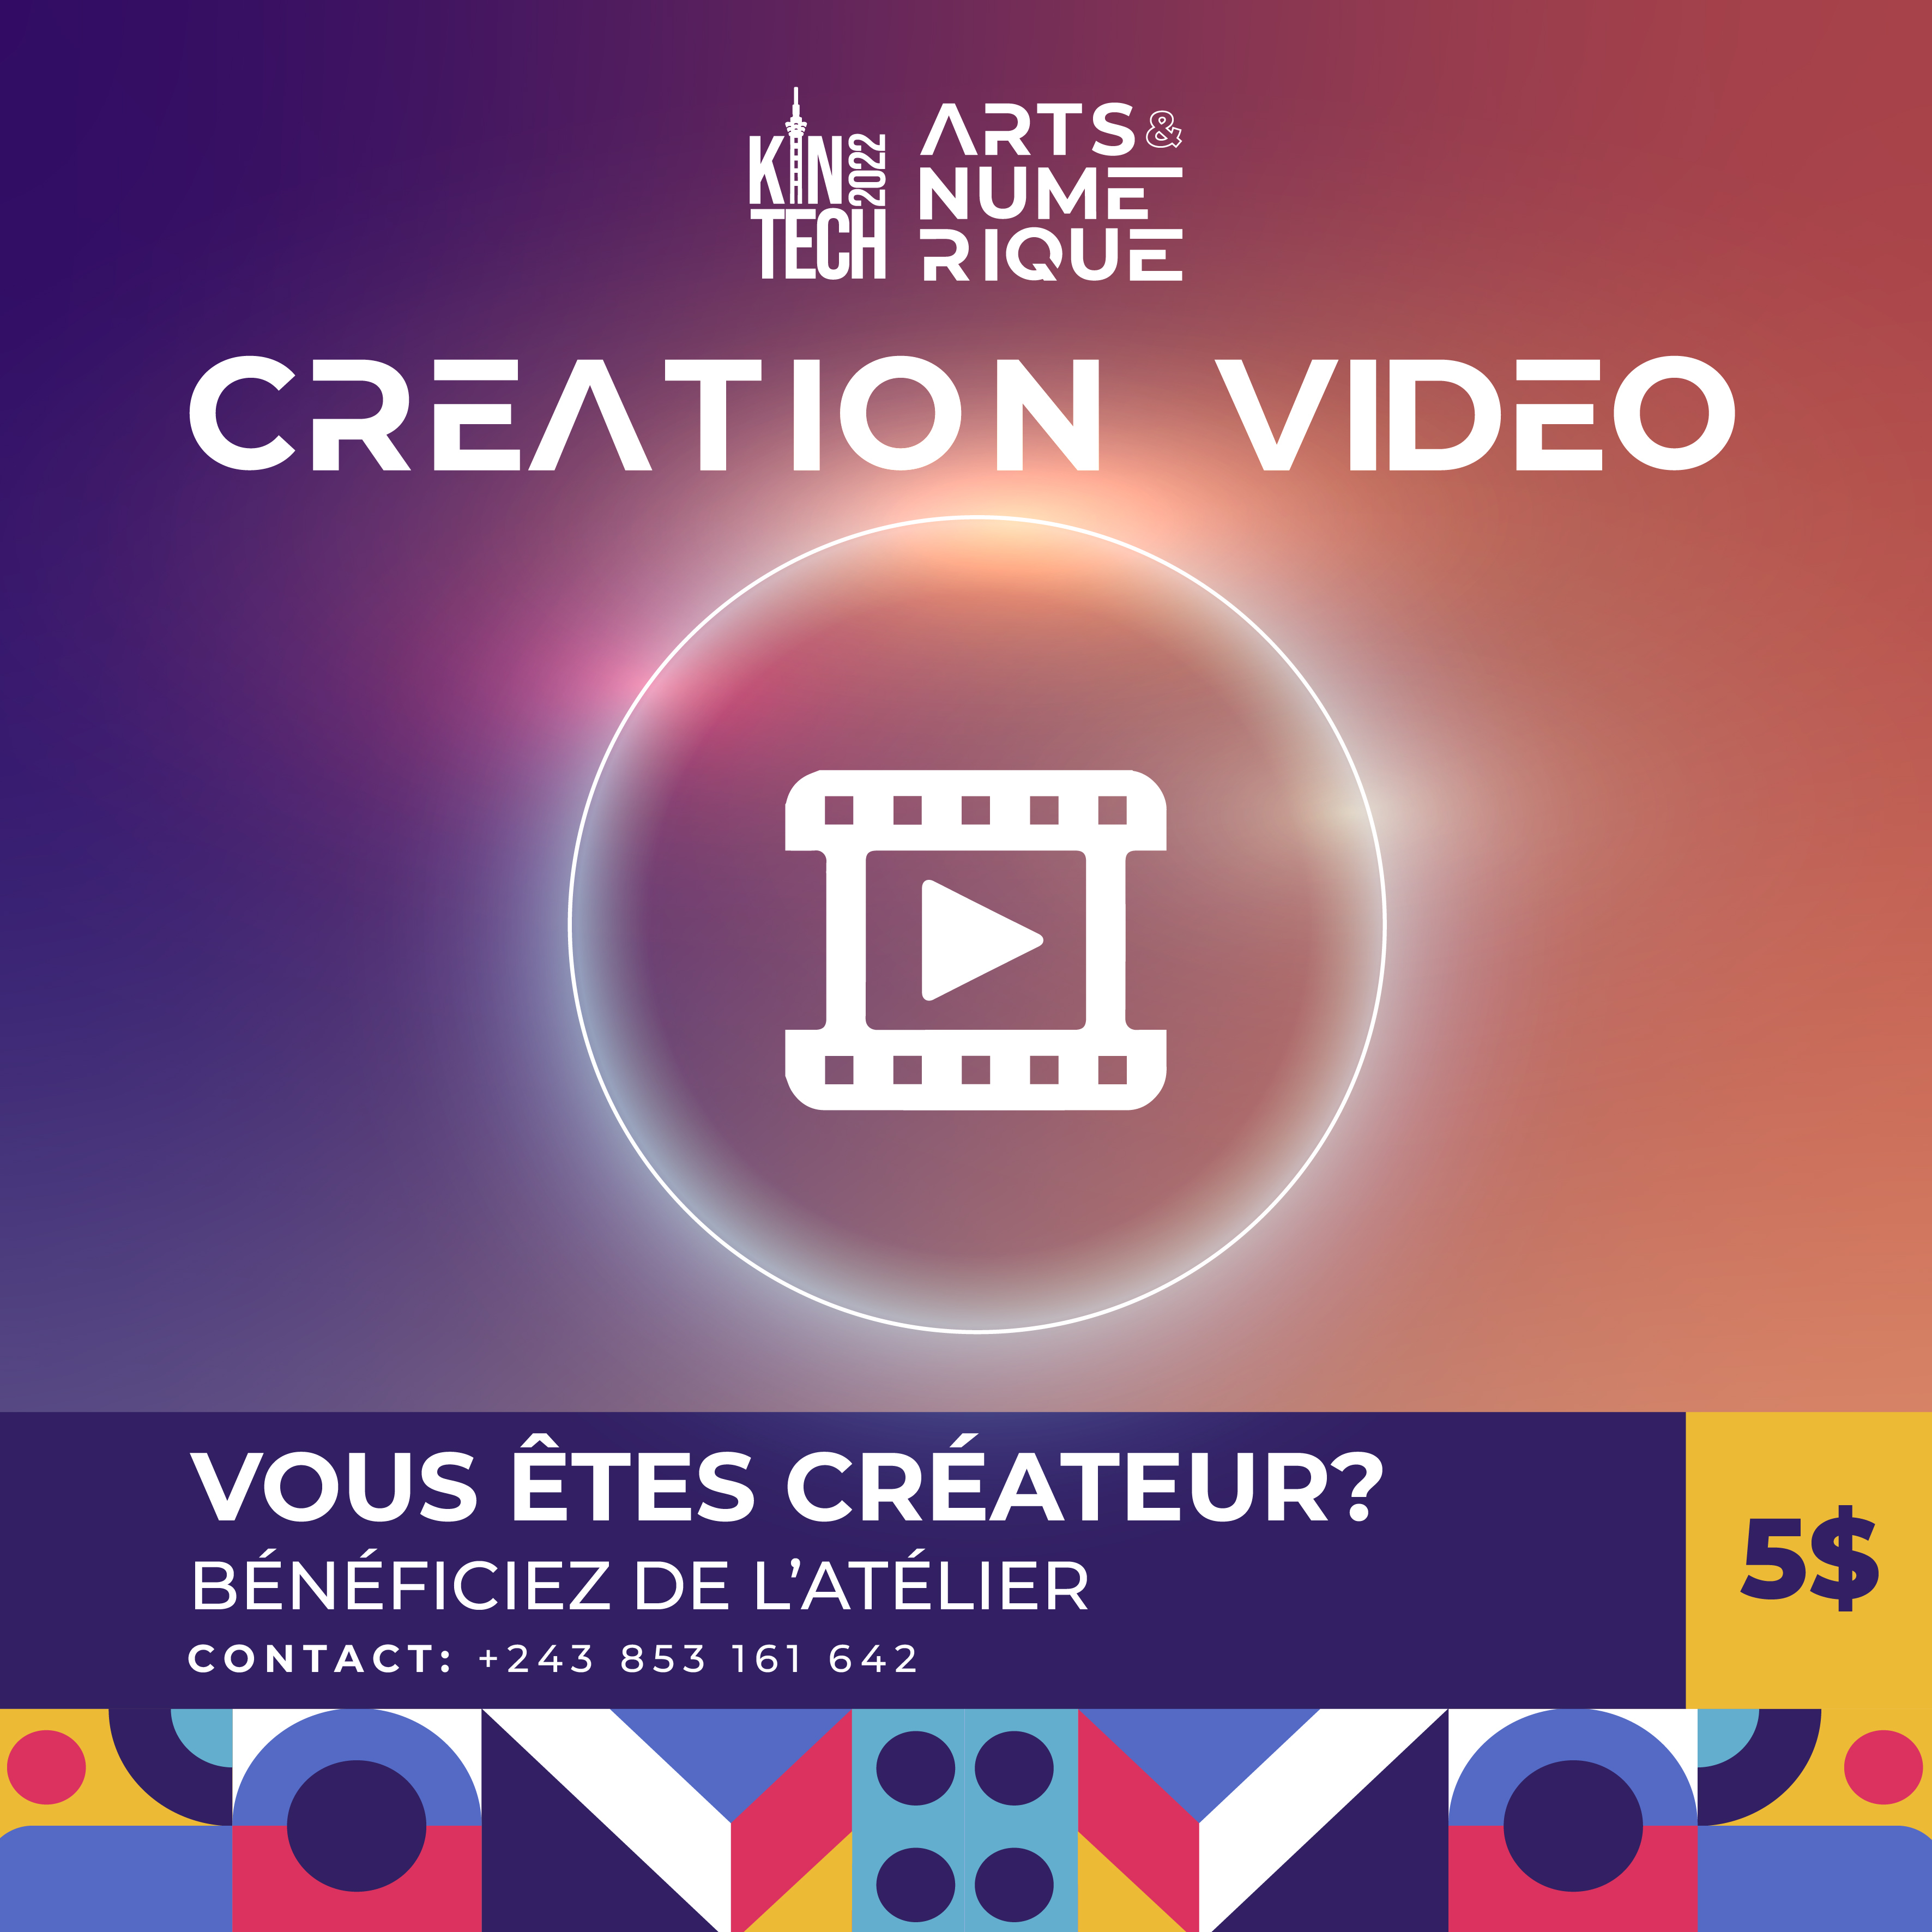 KIN 2022
TECH
ARTS &
NUME
RIQUE
CREATION VIDEO
VOUS ÊTES CRÉATEUR?
BÉNÉFICIEZ DE L'ATÉLIER
CONTACT: +243 853 161 642
5$